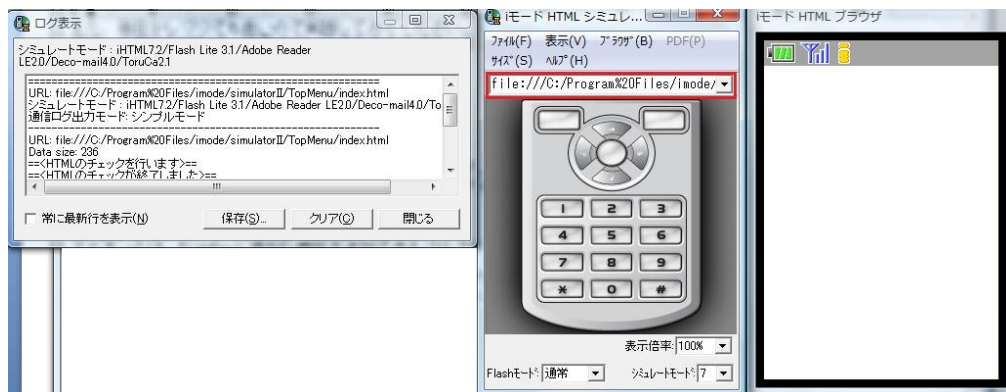 ログ表示
シミュレートモード : iHTML7.2/Flash Lite 3.1/Adobe Reader
LE2.0/Deco-mail4.0/ToruCa2.1
================================================================
URL: file:///C:/Program%20Files/imode/simulatorⅡ/TopMenu/index.html
シミュレートモード : iHTML7.2/Flash Lite 3.1/Adobe Reader LE2.0/Deco-mail4.0/To
通信ログ出力モード: シンプルモード
----------------------------------------------------------------
URL: file:///C:/Program%20Files/imode/simulatorⅡ/TopMenu/index.html
Data size: 236
==<HTMLのチェックを行います>==
==<HTMLのチェックが終了しました>==
常に最新行を表示(N)
保存(S)...
クリア(C)
閉じる
iモード HTML シミュレ...
ファイル(F) 表示(V) ブラウザ(B) PDF(P)
サイズ(S) ヘルプ(H)
file:///C:/Program%20Files/imode/
1 2 3
4 5 6
7 8 9
* 0 #
表示倍率: 100%
Flashモード: 通常
シミュレートモード: 7
iモード HTML ブラウザ